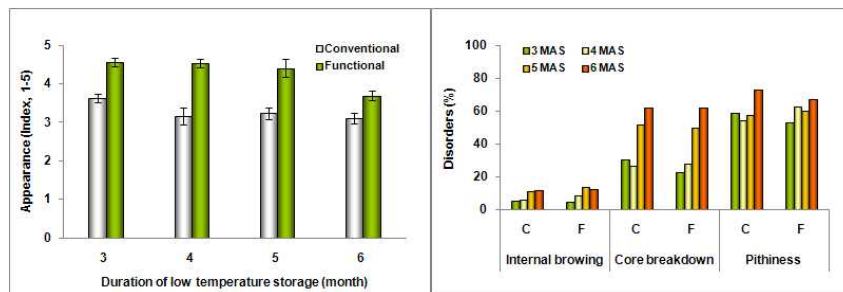 Appearance (Index, 1-5)
5
4
3
2
1
0
Conventional
Functional
3 4 5 6
Duration of low temperature storage (month)
Disorders (%)
100
80
60
40
20
0
3 MAS 4 MAS
5 MAS 6 MAS
C F C F C F
Internal browing Core breakdown Pithiness